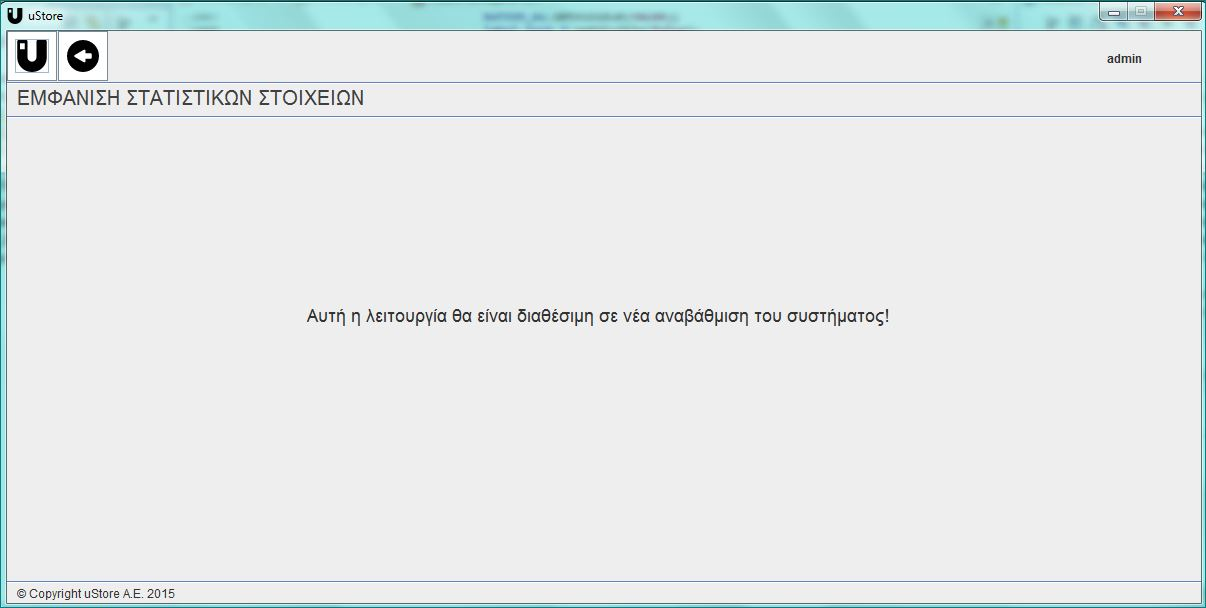 uStore
admin
ΕΜΦΑΝΙΣΗ ΣΤΑΤΙΣΤΙΚΩΝ ΣΤΟΙΧΕΙΩΝ
Αυτή η λειτουργία θα είναι διαθέσιμη σε νέα αναβάθμιση του συστήματος!
© Copyright uStore A.E. 2015